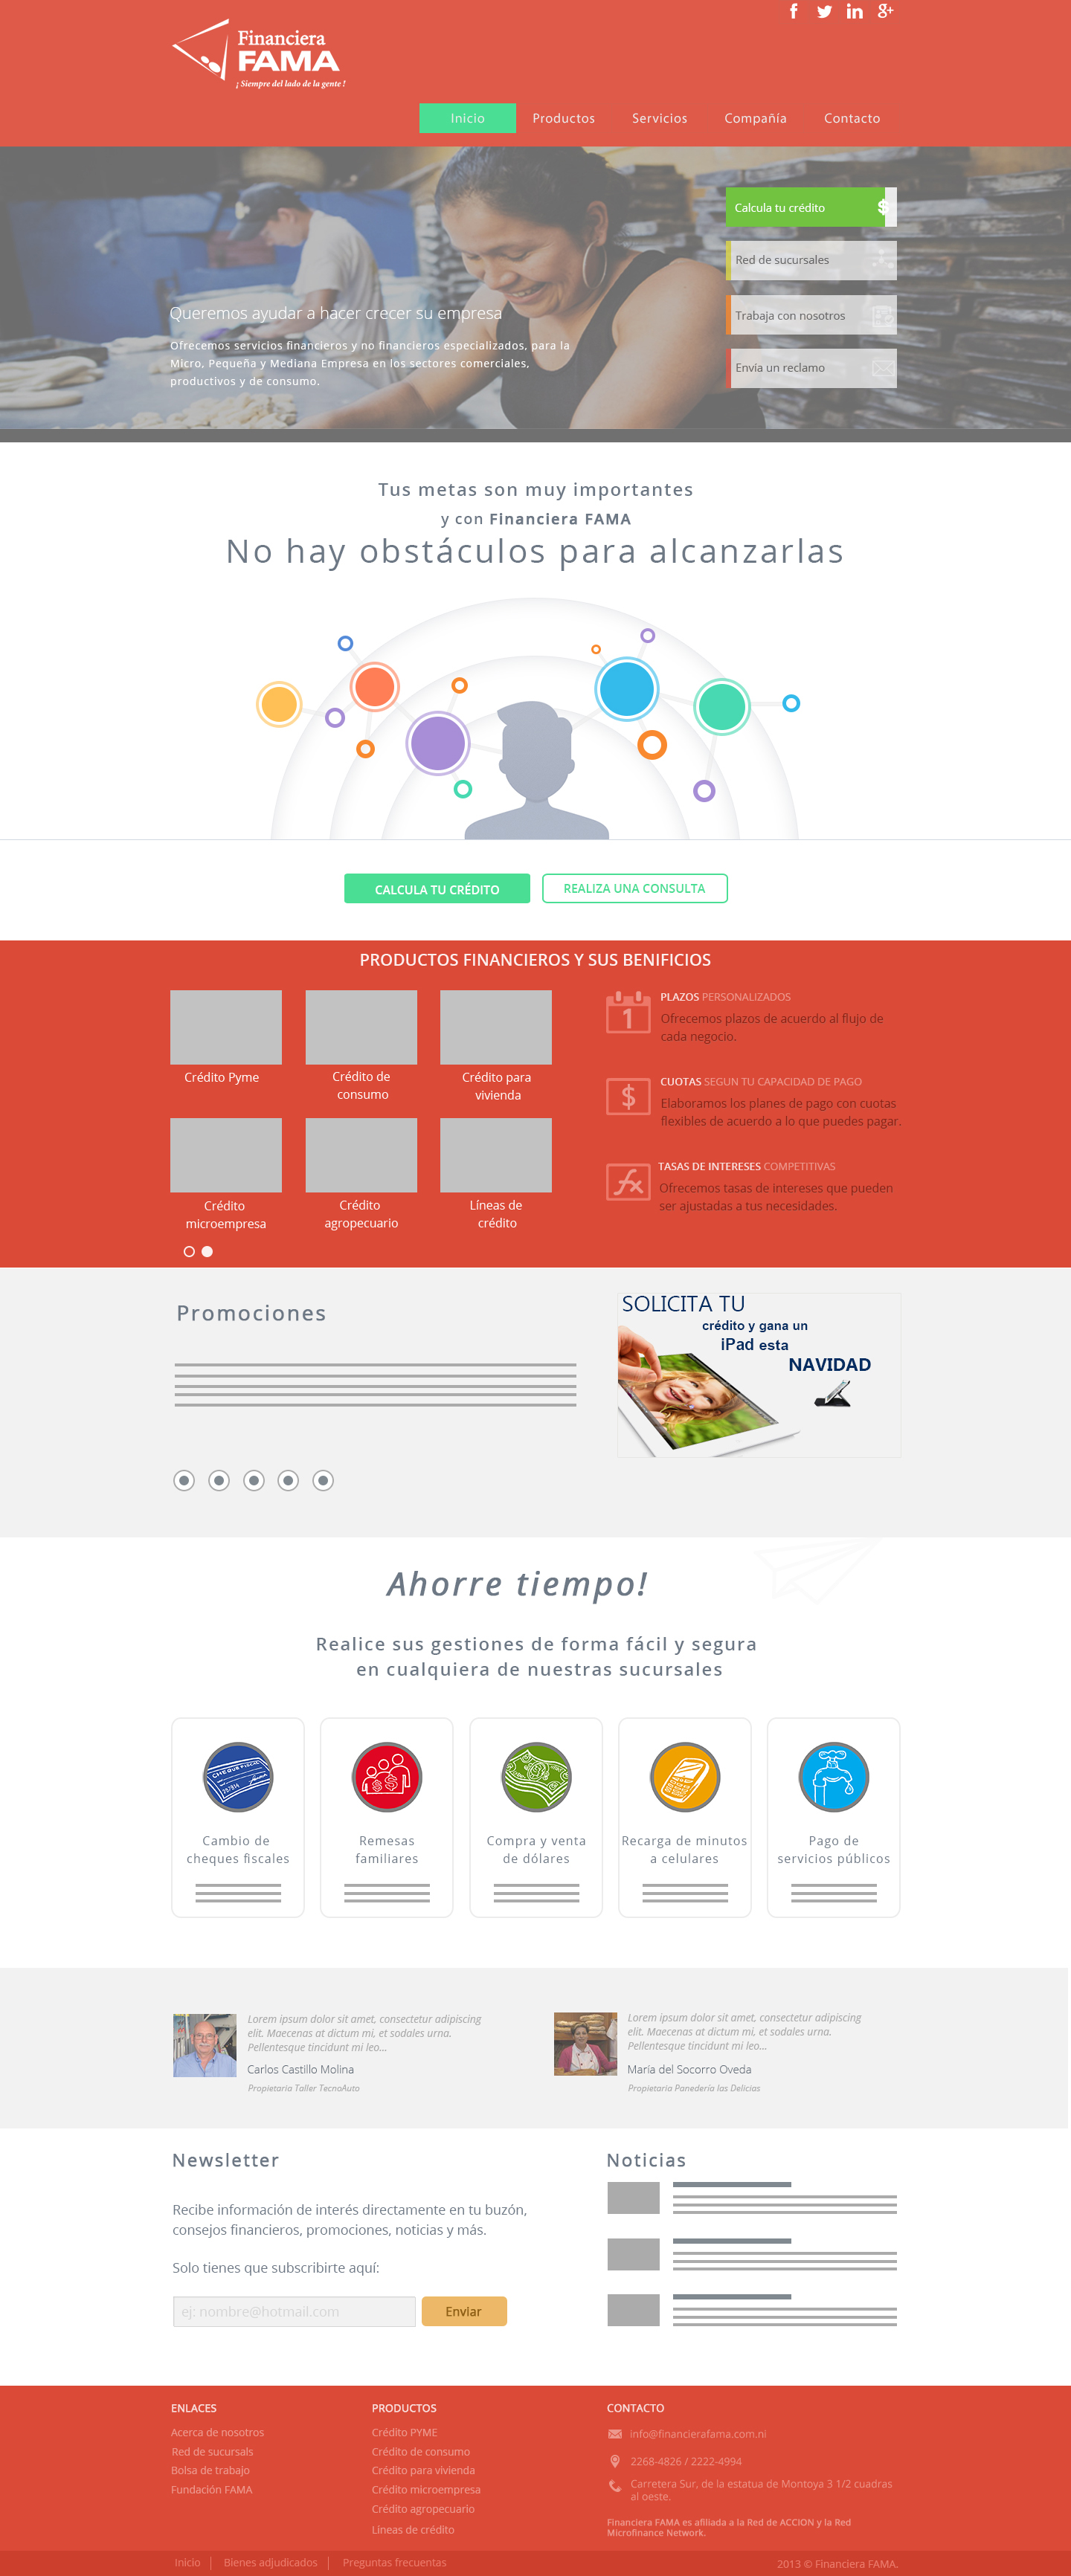 Financiera
FAMA
¡ Siempre del lado de la gente !
Inicio
Productos
Servicios
Compañía
Contacto
Calcula tu crédito
$
Red de sucursales
Trabaja con nosotros
Envia un reclamo
Queremos ayudar a hacer crecer su empresa
Ofrecemos servicios financieros y no financieros especializados, para la
Micro, Pequeña y Mediana Empresa en los sectores comerciales,
productivos y de consumo.
Tus metas son muy importantes
y con Financiera FAMA
No hay obstáculos para alcanzarlas
CALCULA TU CRÉDITO
REALIZA UNA CONSULTA
PRODUCTOS FINANCIEROS Y SUS BENIFICIOS
Crédito Pyme
Crédito de
consumo
Crédito para
vivienda
Crédito
microempresa
Crédito
agropecuario
Líneas de
crédito
1
PLAZOS PERSONALIZADOS
Ofrecemos plazos de acuerdo al flujo de
cada negocio.
$
CUOTAS SEGUN TU CAPACIDAD DE PAGO
Elaboramos los planes de pago con cuotas
flexibles de acuerdo a lo que puedes pagar.
fx
TASAS DE INTERESES COMPETITIVAS
Ofrecemos tasas de intereses que pueden
ser ajustadas a tus necesidades.
Promociones
SOLICITA TU
crédito y gana un
iPad esta
NAVIDAD
Ahorre tiempo!
Realice sus gestiones de forma fácil y segura
en cualquiera de nuestras sucursales
CHEQUE FISCAL
Cambio de
cheques fiscales
$ $
Remesas
familiares
Compra y venta
de dólares
Recarga de minutos
a celulares
Pago de
servicios públicos
Lorem ipsum dolor sit amet, consectetur adipiscing
elit. Maecenas at dictum mi, et sodales urna.
Pellentesque tincidunt mi leo...
Carlos Castillo Molina
Propietario Taller TecnoAuto
Lorem ipsum dolor sit amet, consectetur adipiscing
elit. Maecenas at dictum mi, et sodales urna.
Pellentesque tincidunt mi leo...
María del Socorro Oveda
Propietaria Panedería las Delicias
Newsletter
Recibe información de interés directamente en tu buzón,
consejos financieros, promociones, noticias y más.
Solo tienes que subscribirte aquí:
ej: nombre@hotmail.com
Enviar
Noticias
ENLACES
Acerca de nosotros
Red de sucursals
Bolsa de trabajo
Fundación FAMA
PRODUCTOS
Crédito PYME
Crédito de consumo
Crédito para vivienda
Crédito microempresa
Crédito agropecuario
Líneas de crédito
CONTACTO
info@financierafama.com.ni
2268-4826 / 2222-4994
Carretera Sur, de la estatua de Montoya 3 1/2 cuadras
al oeste.
Financiera FAMA es afiliada a la Red de ACCION y la Red
Microfinance Network.
Inicio
Bienes adjudicados
Preguntas frecuentas
2013 © Financiera FAMA.